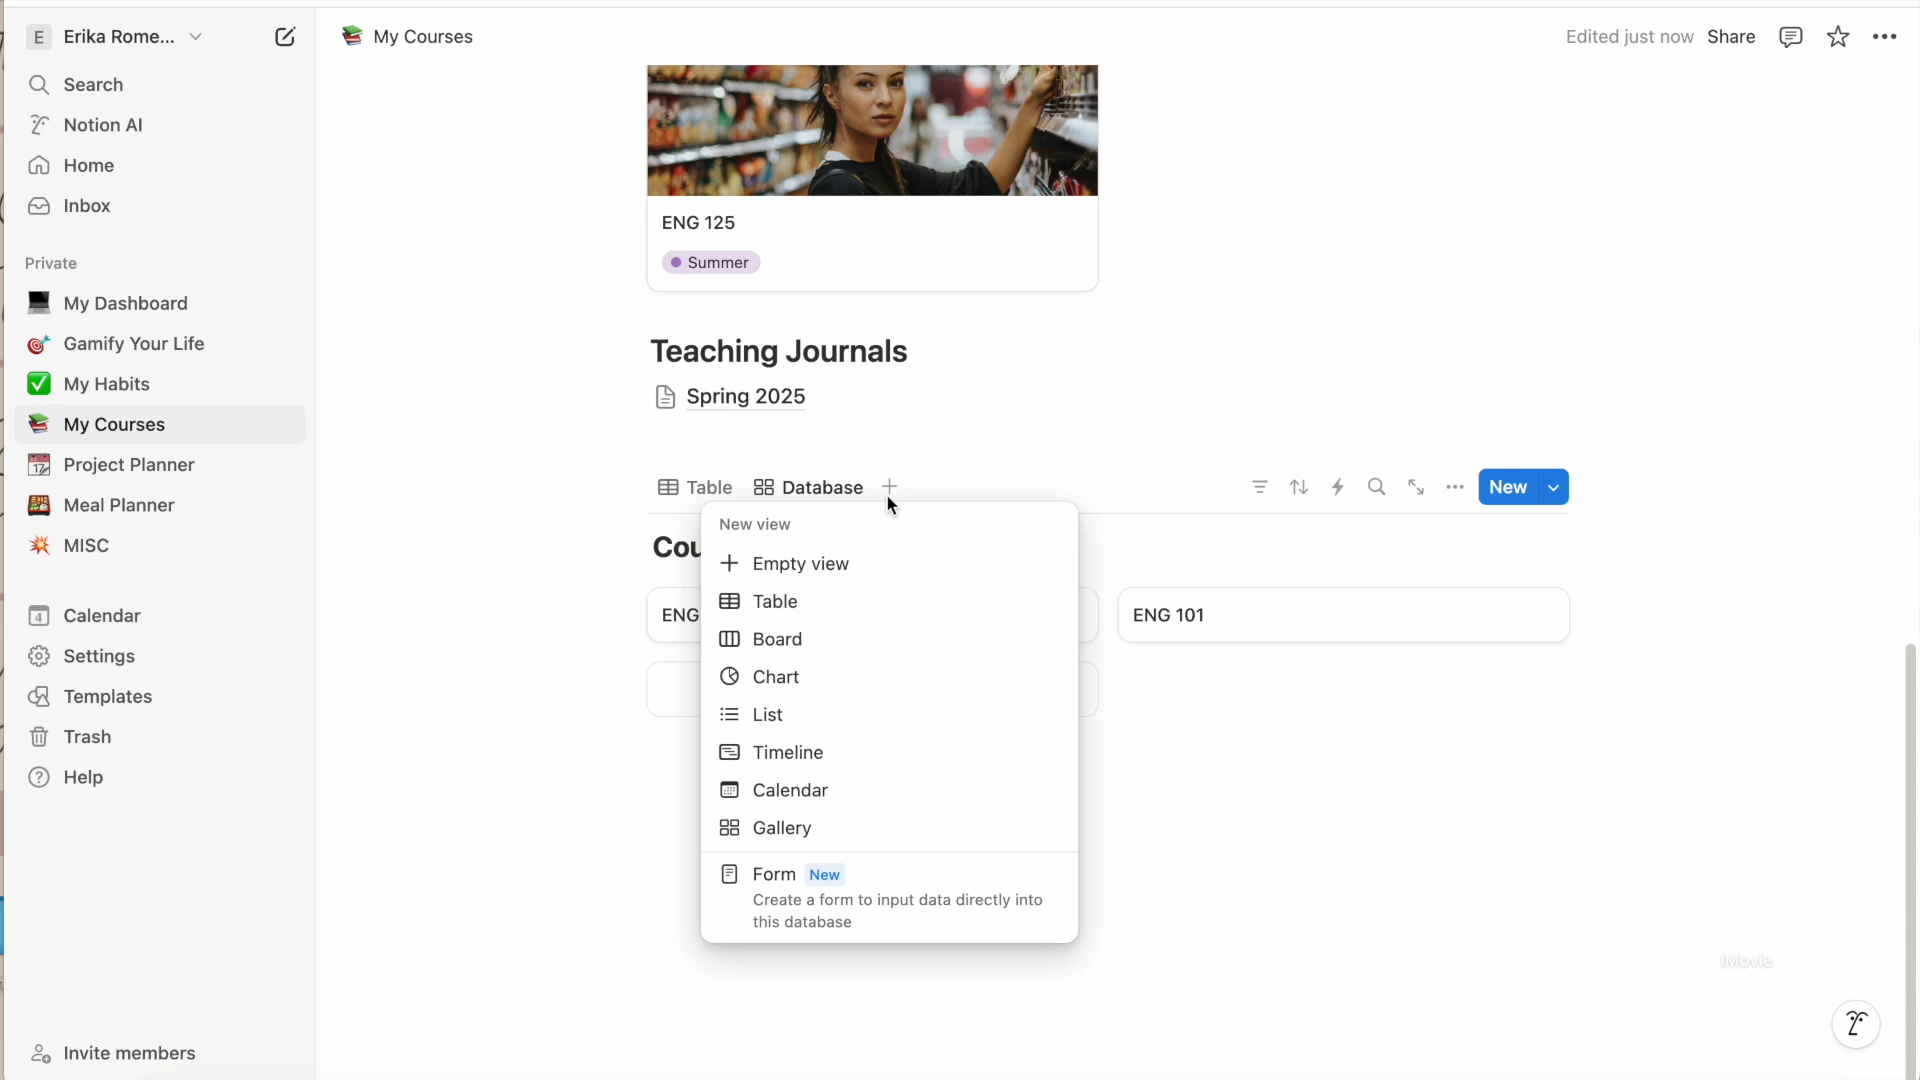 E Erika Rome...
Search
Notion AI
Home
Inbox
Private
My Dashboard
Gamify Your Life
My Habits
My Courses
Project Planner
Meal Planner
MISC
Calendar
Settings
Templates
Trash
Help
Invite members
My Courses
Edited just now Share
ENG 125
Summer
Teaching Journals
Spring 2025
Table Database
New
Cou
ENG
ENG 101
New view
Empty view
Table
Board
Chart
List
Timeline
Calendar
Gallery
Form New
Create a form to input data directly into
this database
iMovie